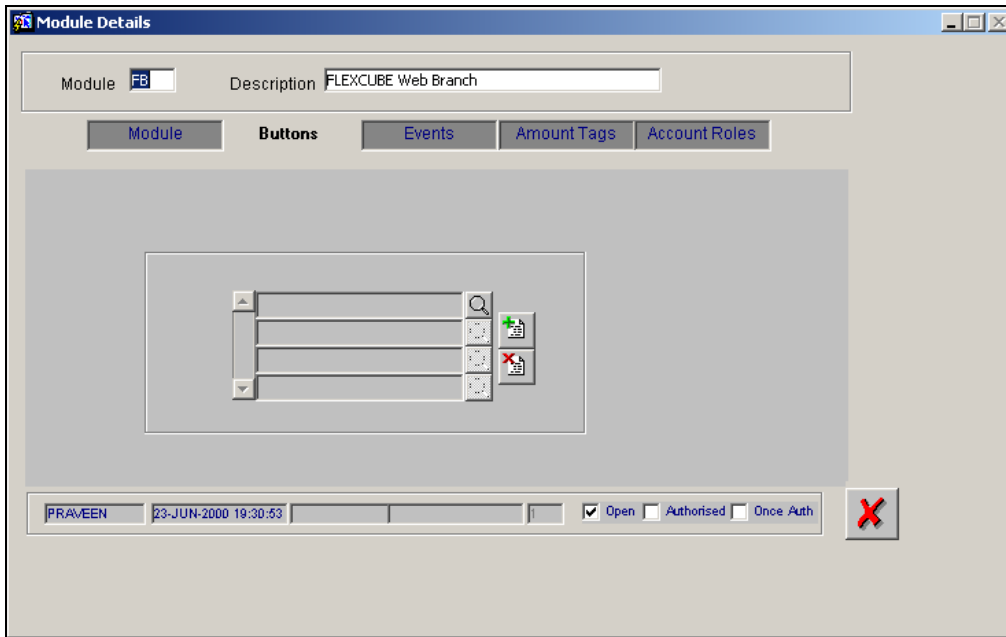 Module Details
Module FB Description FLEXCUBE Web Branch
Module Buttons Events Amount Tags Account Roles
PRAVEEN 23-JUN-2000 19:30:53 1 Open Authorised Once Auth